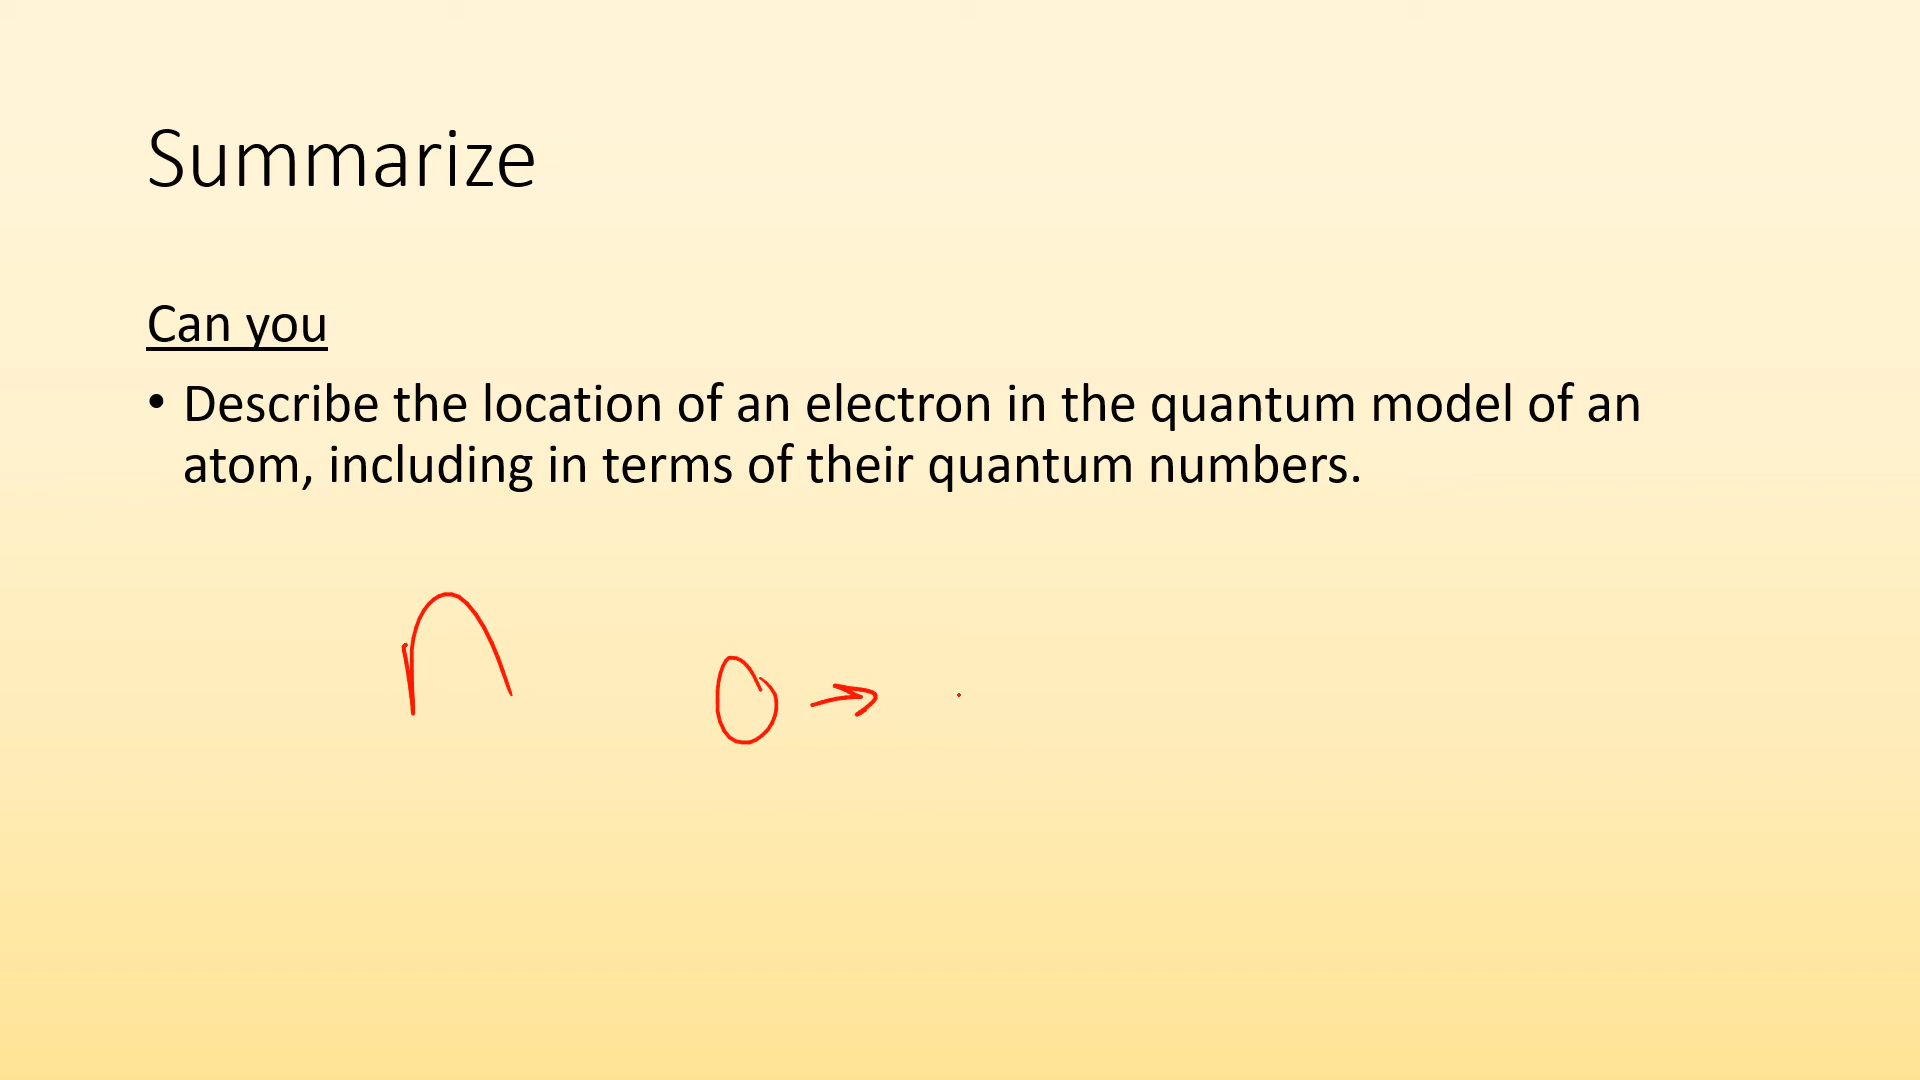 Summarize
Can you
• Describe the location of an electron in the quantum model of an
atom, including in terms of their quantum numbers.
n 0 →